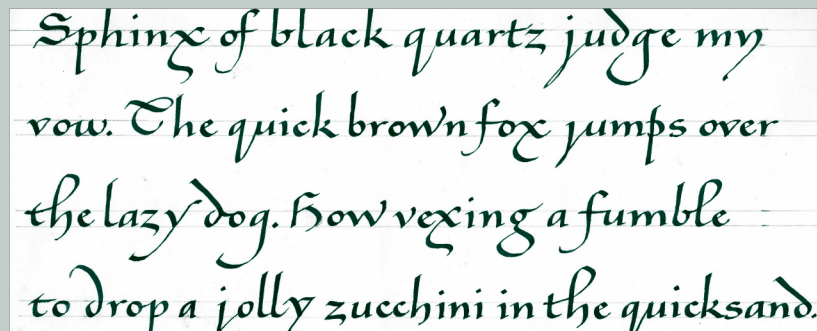 Sphinx of black quartz judge my
vow. The quick brown fox jumps over
the lazy dog. How vexing a fumble
to drop a jolly zucchini in the quicksand.